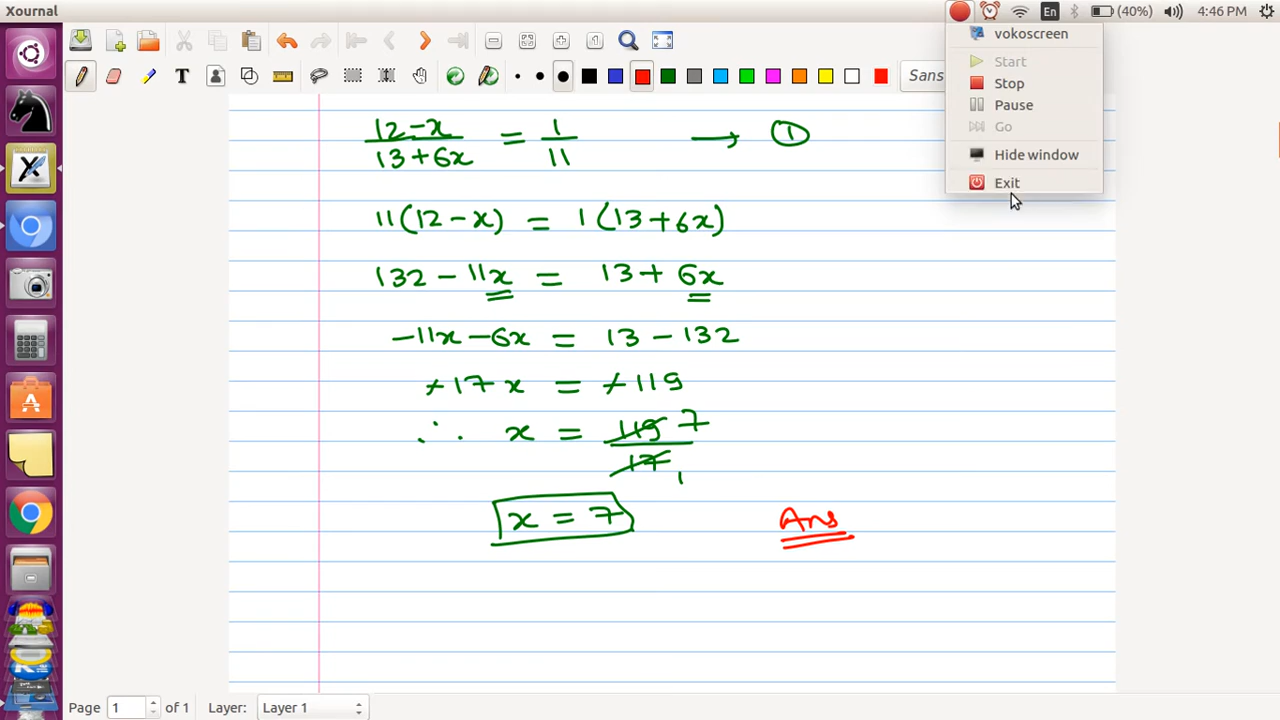 Xournal
En
(40%)
4:46 PM
vokoscreen
Start
Stop
Pause
Go
Hide window
Exit
T
1
Sans
12-x/13+6x = 1/11 → ①
11(12-x) = 1(13+6x)
132-11x = 13+6x
-11x-6x = 13-132
-17x = -119
∴ x = 119/17 7 1
x = 7 Ans
Page 1 of 1 Layer: Layer 1